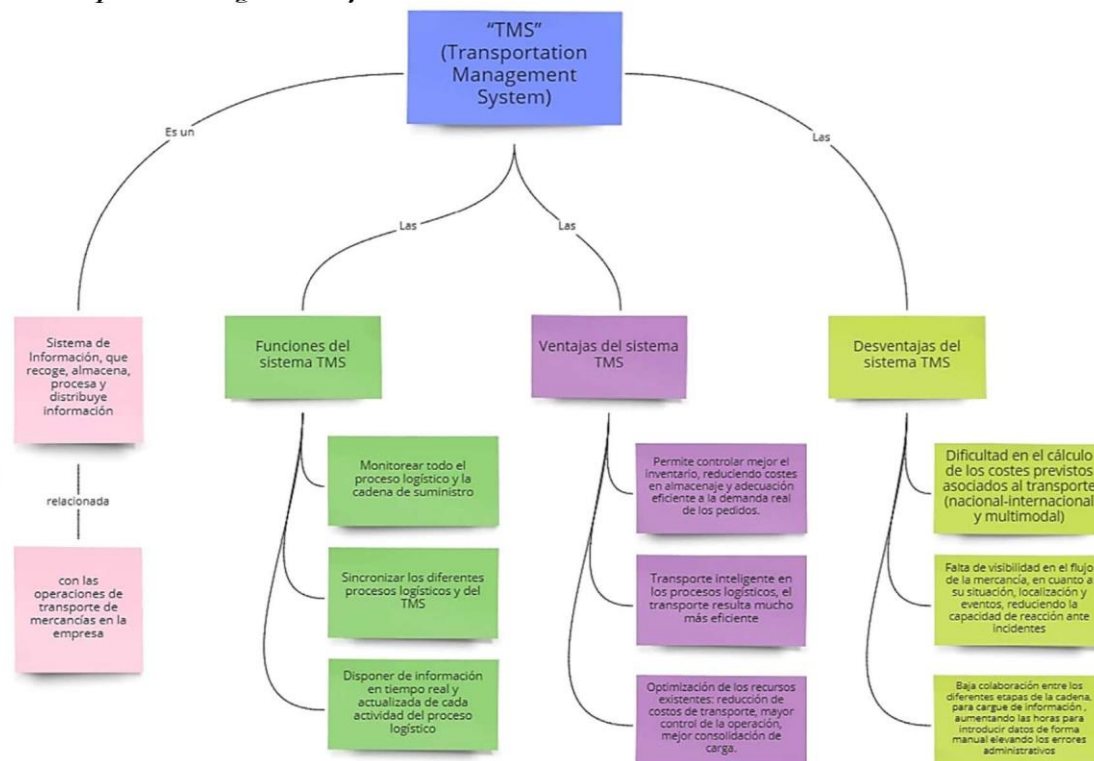 “TMS”
(Transportation
Management
System)
Es un
Las
Las
Las
Sistema de
Información, que
recoge, almacena,
procesa y
distribuye
información
relacionada
con las
operaciones de
transporte de
mercancías en la
empresa
Funciones del
sistema TMS
Monitorear todo el
proceso logístico y la
cadena de suministro
Sincronizar los diferentes
procesos logísticos y del
TMS
Disponer de información
en tiempo real y
actualizada de cada
actividad del proceso
logístico
Ventajas del sistema
TMS
Permite controlar mejor el
inventario, reduciendo costes
en almacenaje y adecuación
eficiente a la demanda real
de los pedidos.
Transporte inteligente en
los procesos logísticos, el
transporte resulta mucho
más eficiente
Optimización de los recursos
existentes: reducción de
costos de transporte, mayor
control de la operación,
mejor consolidación de
carga.
Desventajas del
sistema TMS
Dificultad en el cálculo
de los costes previstos
asociados al transporte
(nacional-internacional
y multimodal)
Falta de visibilidad en el flujo
de la mercancía, en cuanto a
su situación, localización y
eventos, reduciendo la
capacidad de reacción ante
incidentes
Baja colaboración entre los
diferentes etapas de la cadena,
para cargue de información ,
aumentando las horas para
introducir datos de forma
manual elevando los errores
administrativos